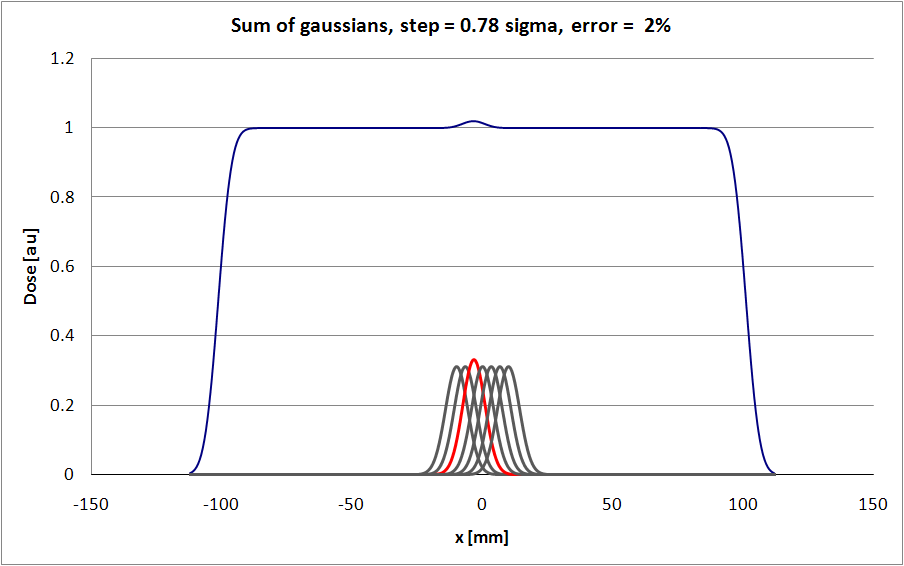 Sum of gaussians, step = 0.78 sigma, error =  2%
1.2
1
0.8
0.6
0.4
0.2
0
Dose [au]
-150 -100 -50 0 50 100 150
x [mm]